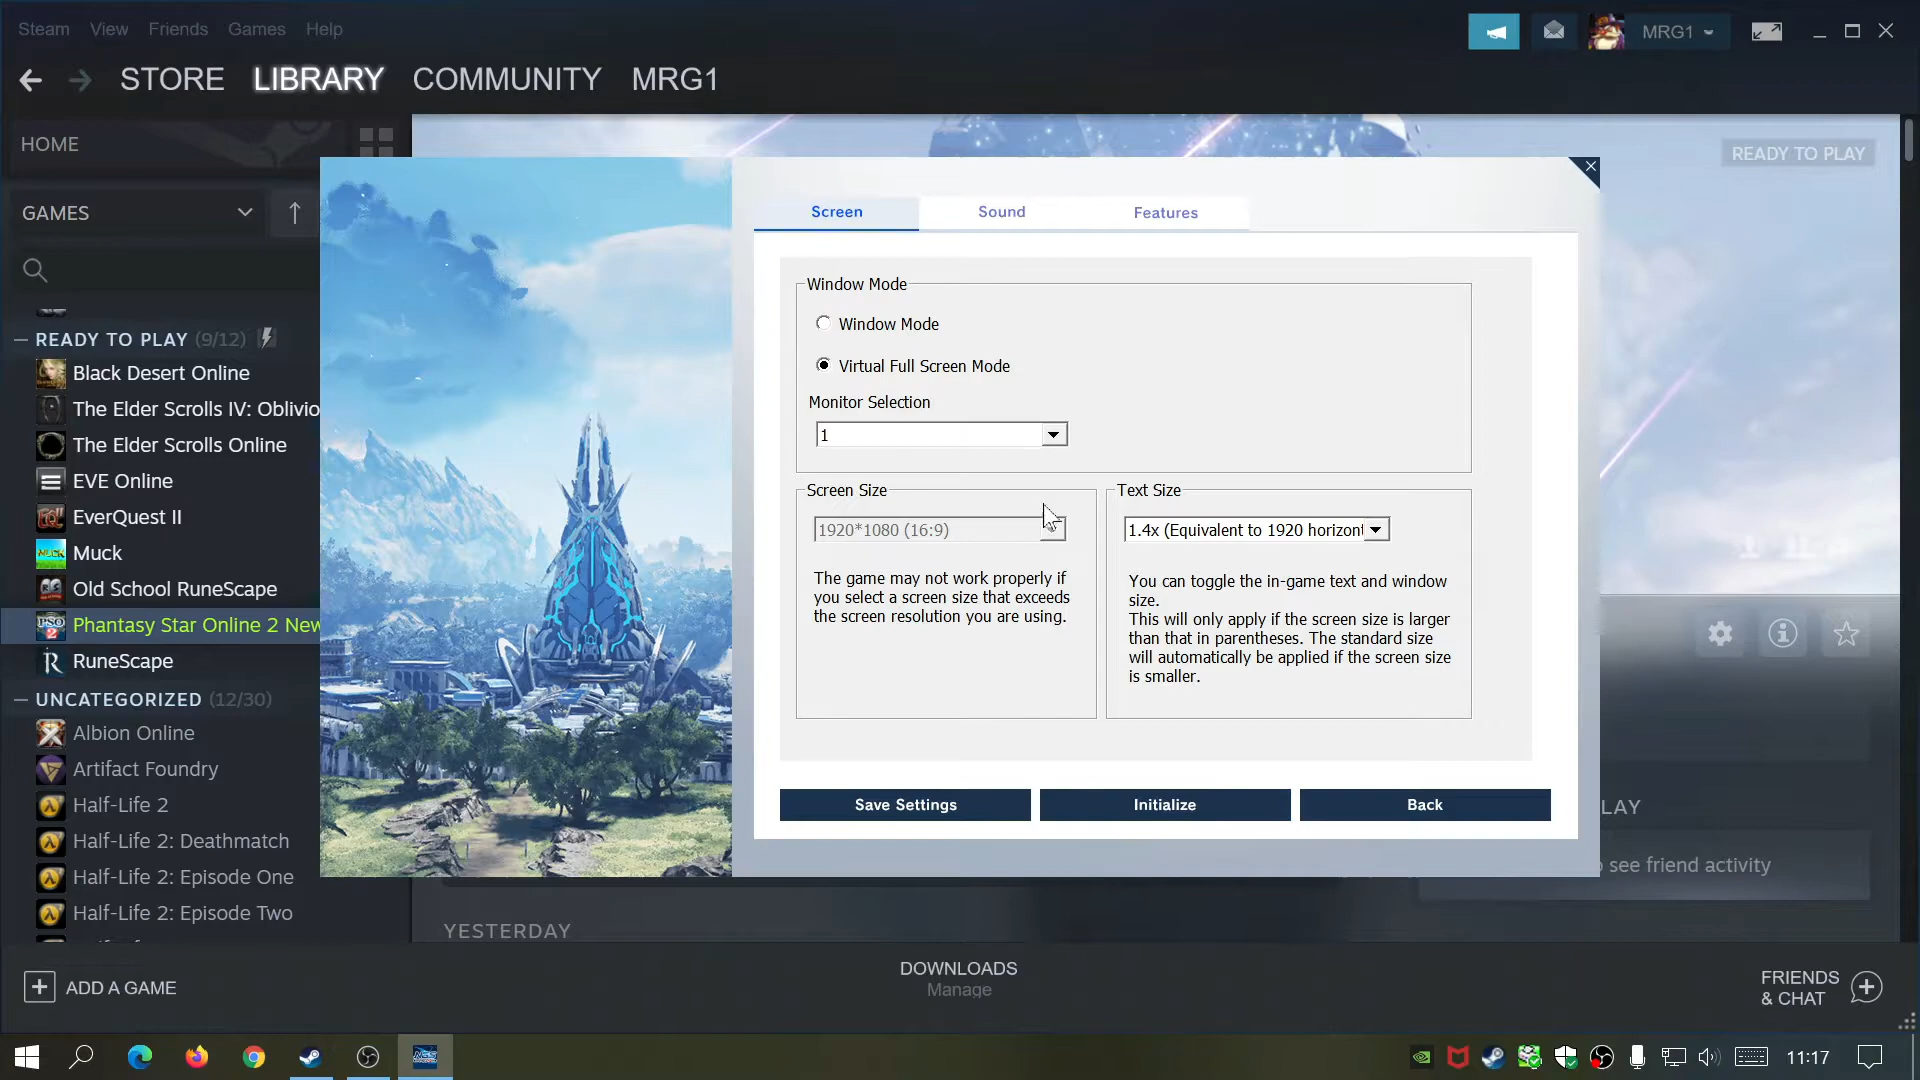 Steam View Friends Games Help
MRG1
STORE LIBRARY COMMUNITY MRG1
HOME
READY TO PLAY
GAMES
READY TO PLAY (9/12)
Black Desert Online
The Elder Scrolls IV: Oblivio
The Elder Scrolls Online
EVE Online
EverQuest II
Muck
Old School RuneScape
Phantasy Star Online 2 New
RuneScape
UNCATEGORIZED (12/30)
Albion Online
Artifact Foundry
Half-Life 2
Half-Life 2: Deathmatch
Half-Life 2: Episode One
Half-Life 2: Episode Two
Screen Sound Features
Window Mode
Window Mode
Virtual Full Screen Mode
Monitor Selection
1
Screen Size
1920*1080 (16:9)
The game may not work properly if
you select a screen size that exceeds
the screen resolution you are using.
Text Size
1.4x (Equivalent to 1920 horizont
You can toggle the in-game text and window
size.
This will only apply if the screen size is larger
than that in parentheses. The standard size
will automatically be applied if the screen size
is smaller.
Save Settings Initialize Back
LAY
see friend activity
YESTERDAY
ADD A GAME
DOWNLOADS
Manage
FRIENDS
& CHAT
11:17